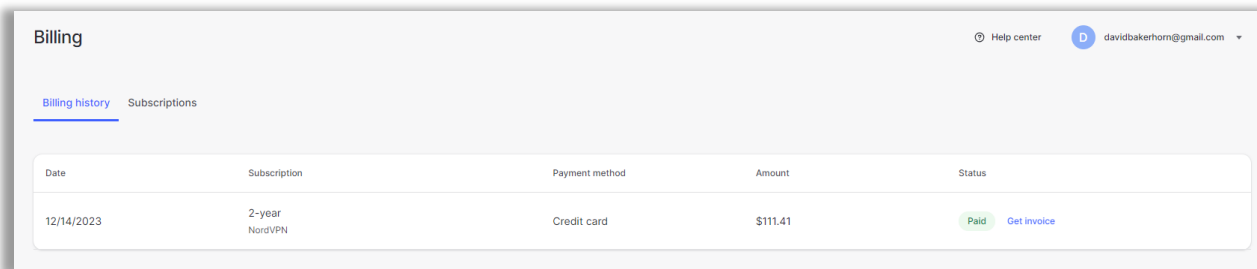 Billing
Help center
D
davidbakerhorn@gmail.com
Billing history Subscriptions
Date Subscription Payment method Amount Status
12/14/2023 2-year Credit card $111.41 Paid Get invoice
NordVPN